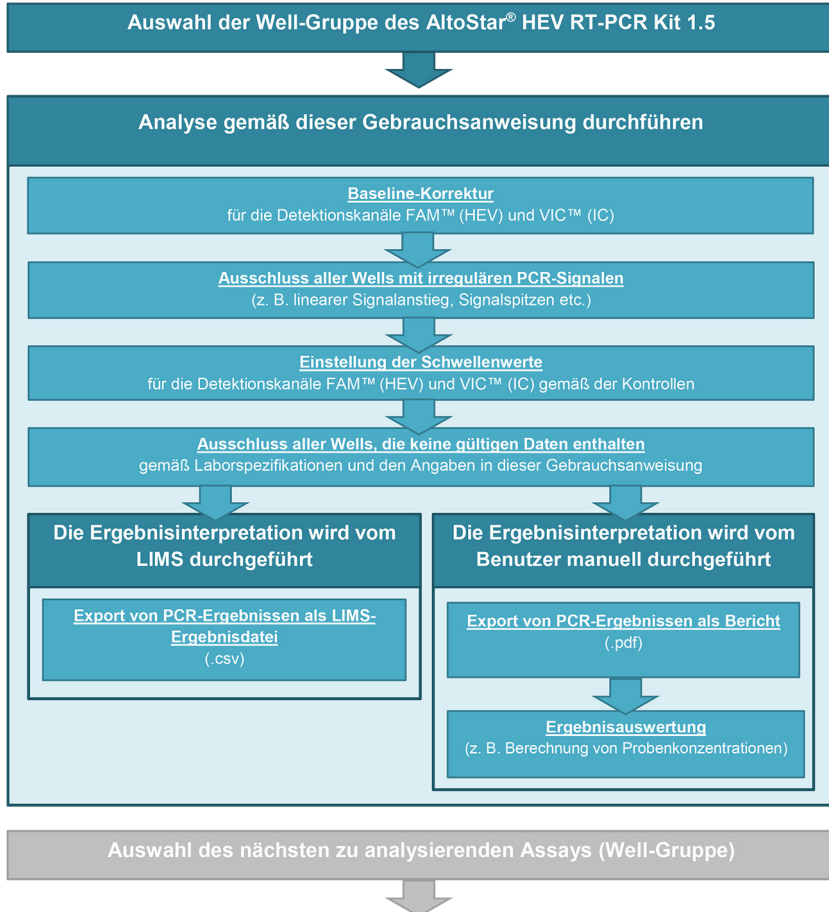 Auswahl der Well-Gruppe des AltoStar® HEV RT-PCR Kit 1.5
Analyse gemäß dieser Gebrauchsanweisung durchführen
Baseline-Korrektur
für die Detektionskanäle FAM™ (HEV) und VIC™ (IC)
Ausschluss aller Wells mit irregulären PCR-Signalen
(z. B. linearer Signalanstieg, Signalspitzen etc.)
Einstellung der Schwellenwerte
für die Detektionskanäle FAM™ (HEV) und VIC™ (IC) gemäß der Kontrollen
Ausschluss aller Wells, die keine gültigen Daten enthalten
gemäß Laborspezifikationen und den Angaben in dieser Gebrauchsanweisung
Die Ergebnisinterpretation wird vom
LIMS durchgeführt
Export von PCR-Ergebnissen als LIMS-
Ergebnisdatei
(.csv)
Die Ergebnisinterpretation wird vom
Benutzer manuell durchgeführt
Export von PCR-Ergebnissen als Bericht
(.pdf)
Ergebnisauswertung
(z. B. Berechnung von Probenkonzentrationen)
Auswahl des nächsten zu analysierenden Assays (Well-Gruppe)